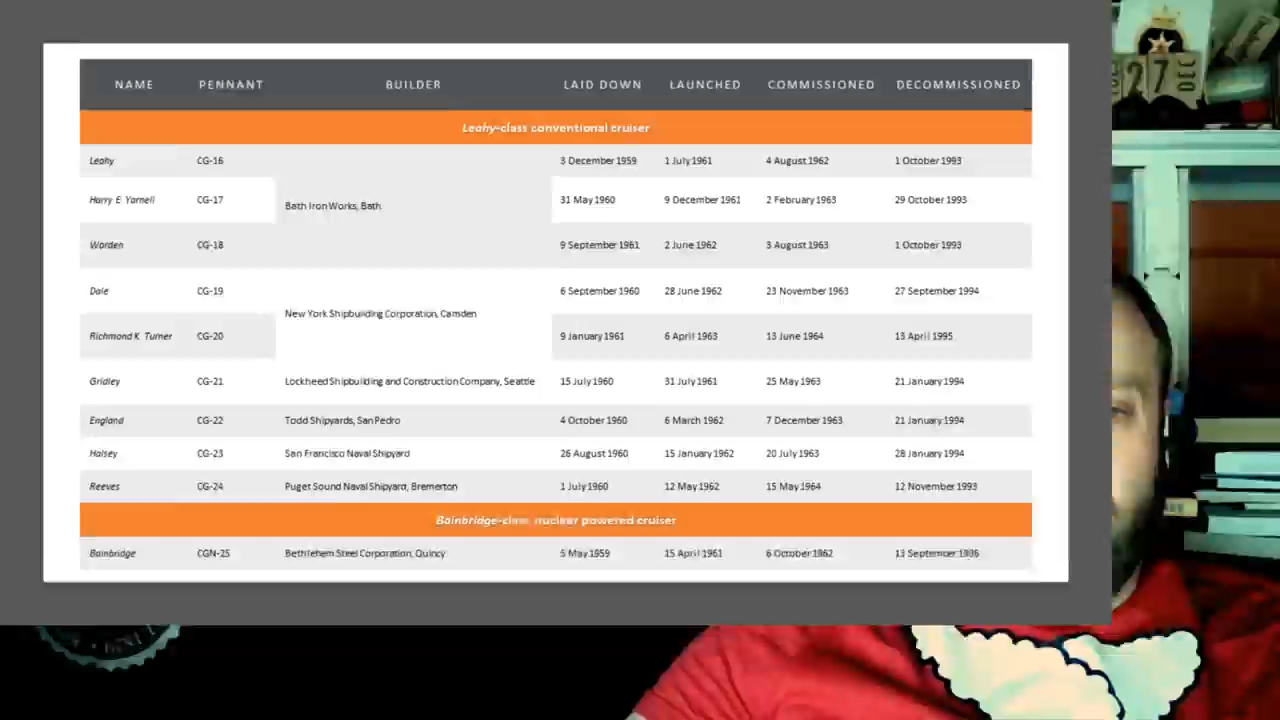 27 DEC
NAME PENNANT BUILDER LAID DOWN LAUNCHED COMMISSIONED DECOMMISSIONED
Leahy-class conventional cruiser
Leahy CG-16 3 December 1959 1 July 1961 4 August 1962 1 October 1993
Harry E. Yarnell CG-17 Bath Iron Works, Bath 31 May 1960 9 December 1961 2 February 1963 29 October 1993
Worden CG-18 9 September 1961 2 June 1962 3 August 1963 1 October 1993
Dale CG-19 6 September 1960 28 June 1962 23 November 1963 27 September 1994
New York Shipbuilding Corporation, Camden
Richmond K. Turner CG-20 9 January 1961 6 April 1963 13 June 1964 13 April 1995
Gridley CG-21 Lockheed Shipbuilding and Construction Company, Seattle 15 July 1960 31 July 1961 25 May 1963 21 January 1994
England CG-22 Todd Shipyards, San Pedro 4 October 1960 6 March 1962 7 December 1963 21 January 1994
Halsey CG-23 San Francisco Naval Shipyard 26 August 1960 15 January 1962 20 July 1963 28 January 1994
Reeves CG-24 Puget Sound Naval Shipyard, Bremerton 1 July 1960 12 May 1962 15 May 1964 12 November 1993
Bainbridge-class nuclear powered cruiser
Bainbridge CGN-25 Bethlehem Steel Corporation, Quincy 5 May 1959 15 April 1961 6 October 1962 13 September 1996